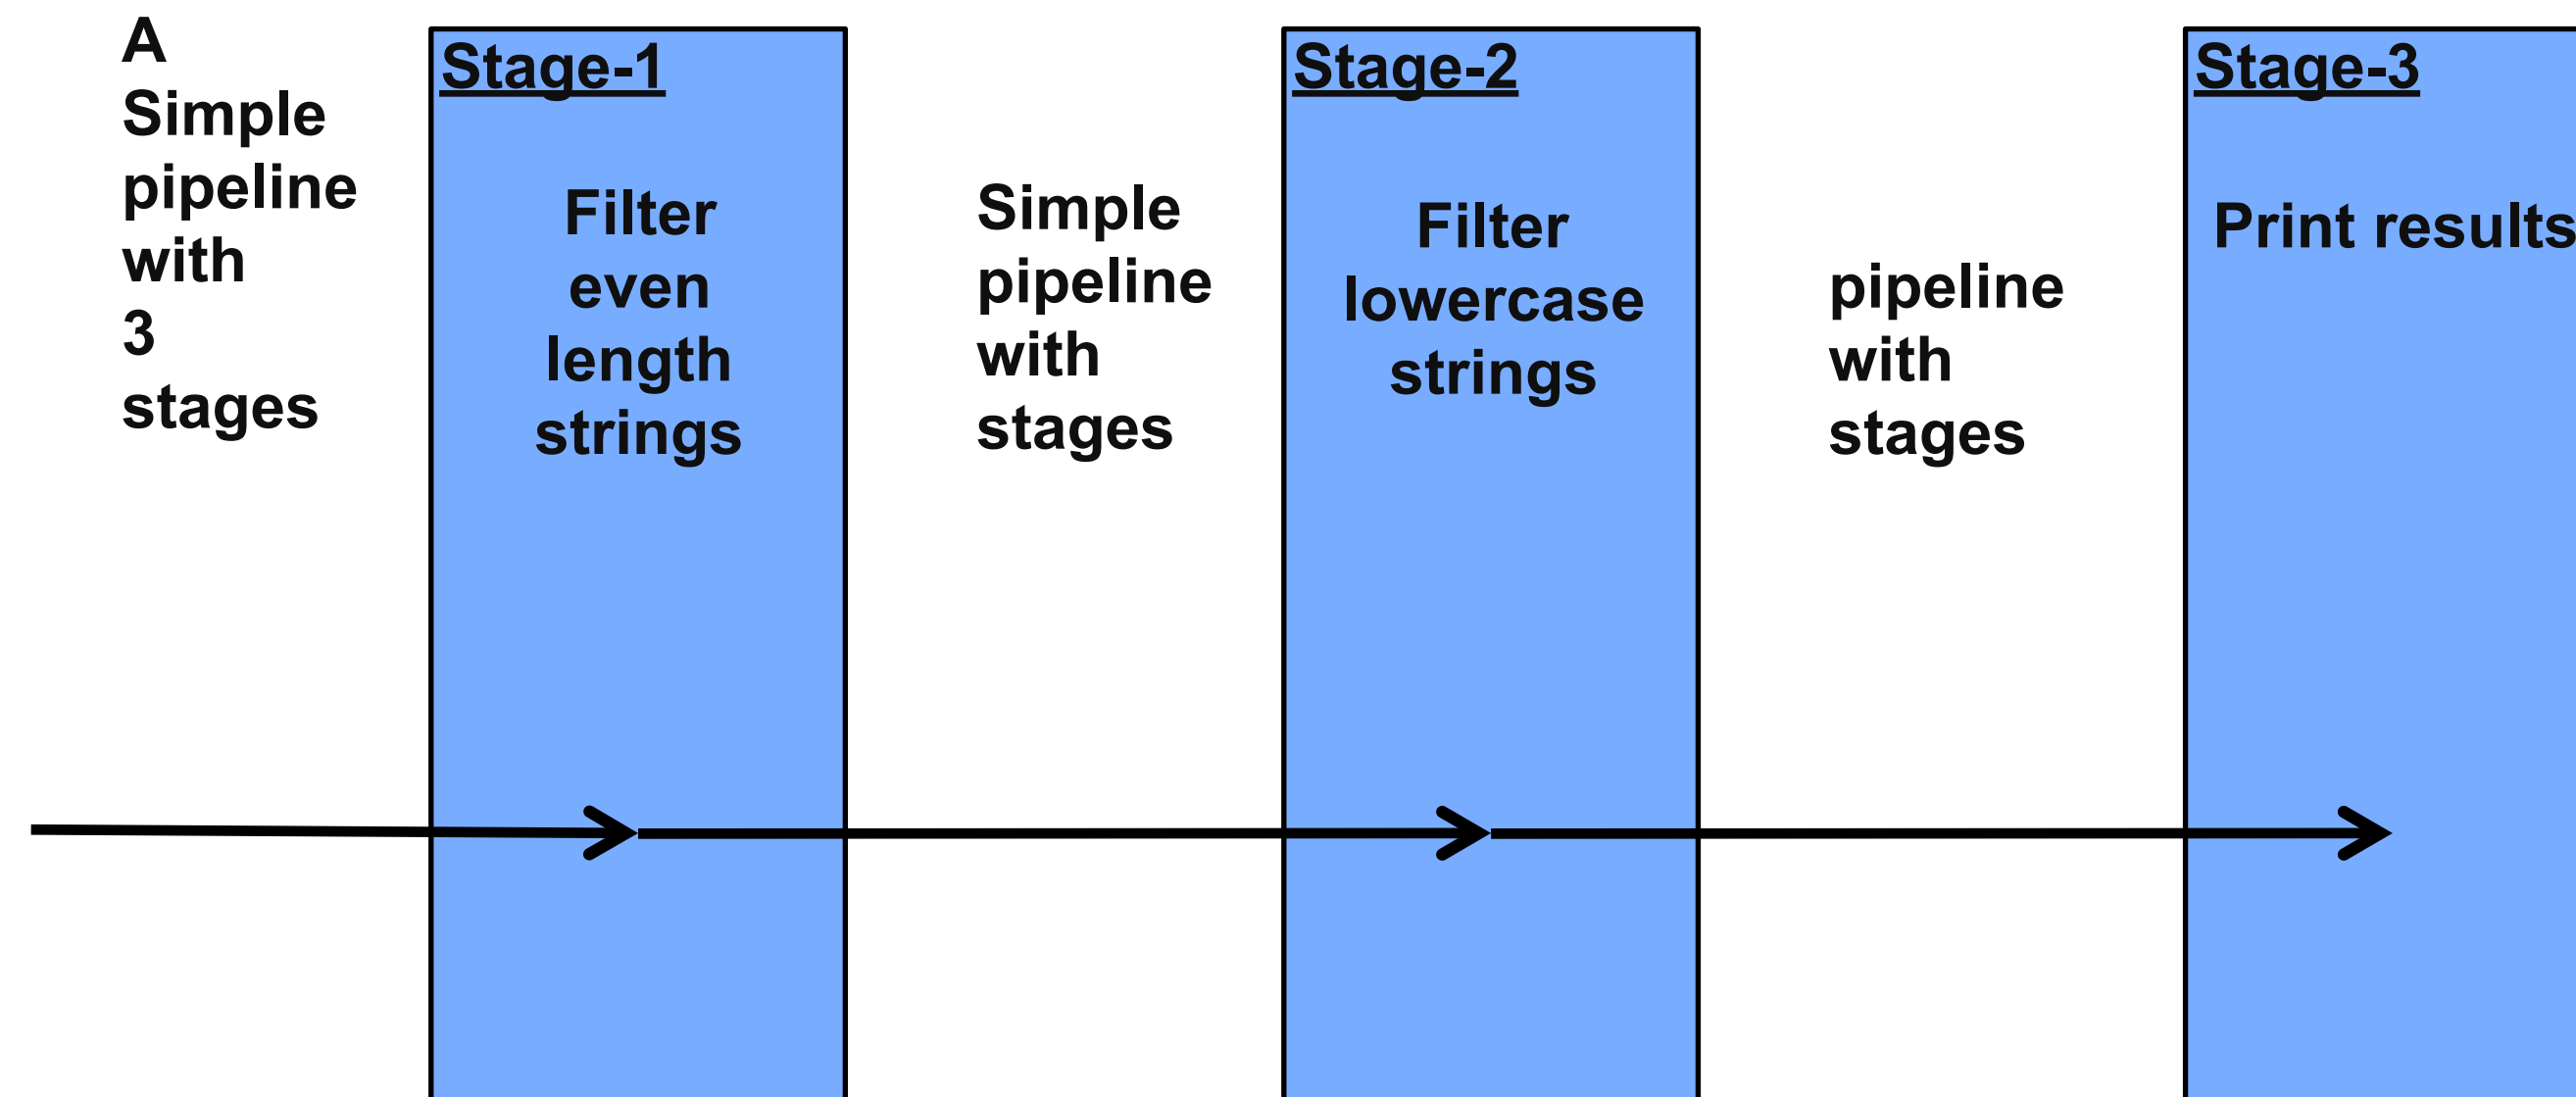 A
Simple
pipeline
with
3
stages
Stage-1
Filter
even
length
strings
Simple
pipeline
with
stages
Stage-2
Filter
lowercase
strings
pipeline
with
stages
Stage-3
Print results